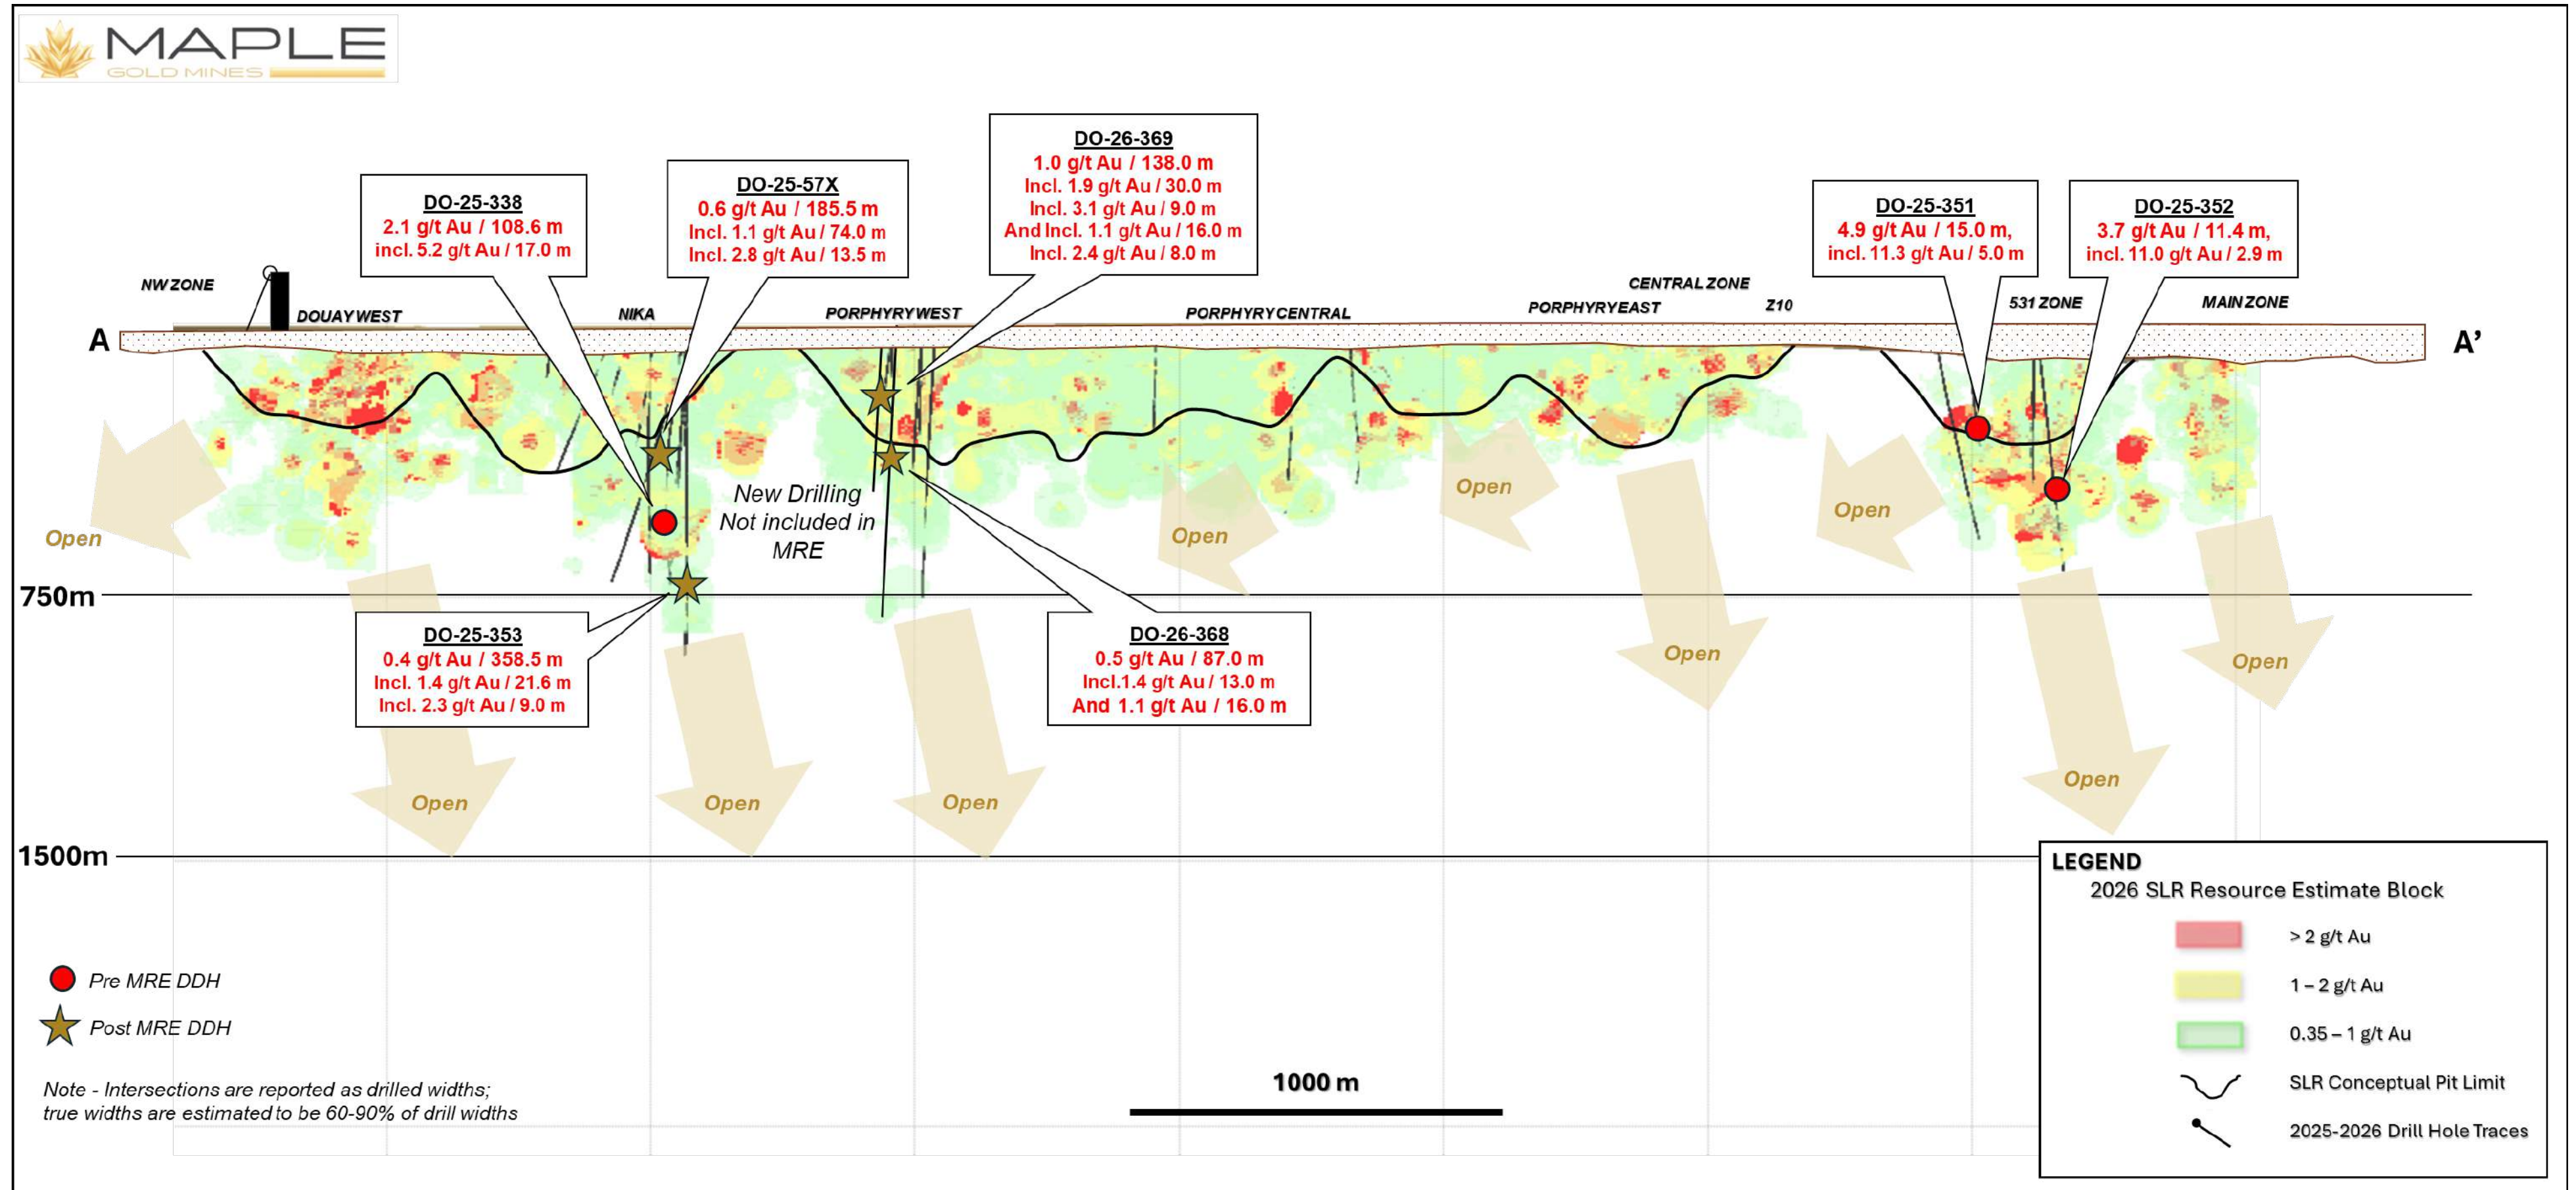 MAPLE
GOLD MINES
DO-25-338
2.1 g/t Au / 108.6 m
incl. 5.2 g/t Au / 17.0 m
DO-25-57X
0.6 g/t Au / 185.5 m
Incl. 1.1 g/t Au / 74.0 m
Incl. 2.8 g/t Au / 13.5 m
DO-26-369
1.0 g/t Au / 138.0 m
Incl. 1.9 g/t Au / 30.0 m
Incl. 3.1 g/t Au / 9.0 m
And Incl. 1.1 g/t Au / 16.0 m
Incl. 2.4 g/t Au / 8.0 m
DO-25-351
4.9 g/t Au / 15.0 m,
incl. 11.3 g/t Au / 5.0 m
DO-25-352
3.7 g/t Au / 11.4 m,
incl. 11.0 g/t Au / 2.9 m
NW ZONE
DOUAY WEST
NIKA
PORPHYRY WEST
PORPHYRY CENTRAL
PORPHYRY EAST
CENTRAL ZONE
Z10
531 ZONE
MAIN ZONE
A
A'
New Drilling
Not included in
MRE
Open
Open
Open
Open
750m
DO-25-353
0.4 g/t Au / 358.5 m
Incl. 1.4 g/t Au / 21.6 m
Incl. 2.3 g/t Au / 9.0 m
DO-26-368
0.5 g/t Au / 87.0 m
Incl.1.4 g/t Au / 13.0 m
And 1.1 g/t Au / 16.0 m
Open
Open
Open
Open
Open
Open
1500m
LEGEND
2026 SLR Resource Estimate Block
> 2 g/t Au
1 – 2 g/t Au
0.35 – 1 g/t Au
SLR Conceptual Pit Limit
2025-2026 Drill Hole Traces
Pre MRE DDH
Post MRE DDH
Note - Intersections are reported as drilled widths;
true widths are estimated to be 60-90% of drill widths
1000 m